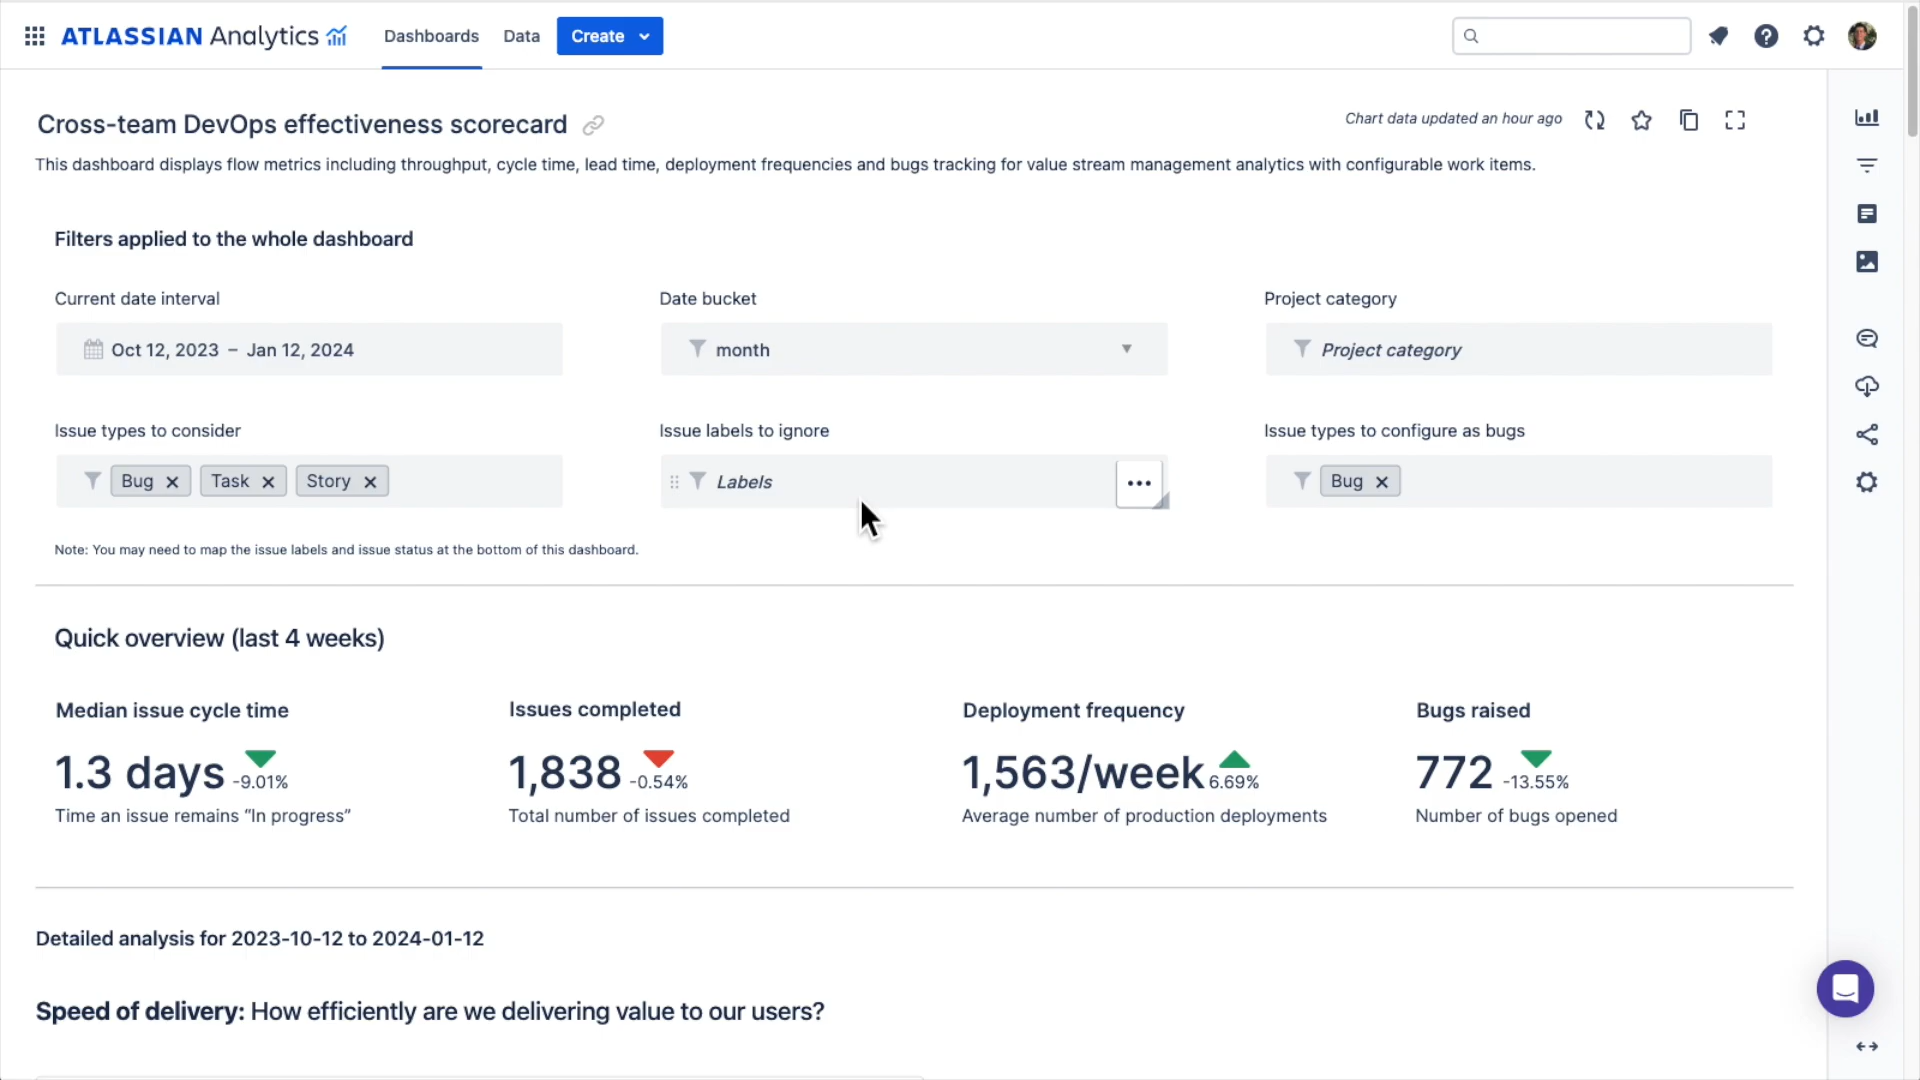 ATLASSIAN Analytics
Dashboards
Data
Create
Cross-team DevOps effectiveness scorecard
Chart data updated an hour ago
This dashboard displays flow metrics including throughput, cycle time, lead time, deployment frequencies and bugs tracking for value stream management analytics with configurable work items.
Filters applied to the whole dashboard
Current date interval
Date bucket
Project category
Oct 12, 2023 – Jan 12, 2024
month
Project category
Issue types to consider
Issue labels to ignore
Issue types to configure as bugs
Bug
Task
Story
Labels
Bug
Note: You may need to map the issue labels and issue status at the bottom of this dashboard.
Quick overview (last 4 weeks)
Median issue cycle time
Issues completed
Deployment frequency
Bugs raised
1.3 days -9.01%
1,838 -0.54%
1,563/week 6.69%
772 -13.55%
Time an issue remains “In progress”
Total number of issues completed
Average number of production deployments
Number of bugs opened
Detailed analysis for 2023-10-12 to 2024-01-12
Speed of delivery: How efficiently are we delivering value to our users?